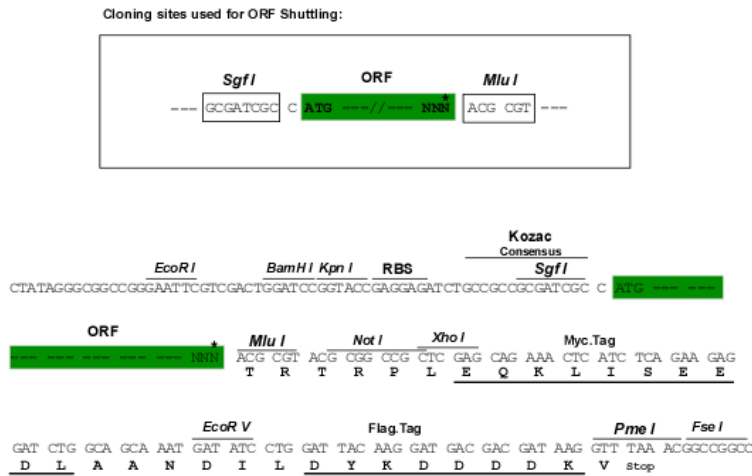 Cloning sites used for ORF Shuttling:
Sgf I ORF Mlu I
--- GCGATCGC C ATG ---//--- NNN* ACG CGT ---
Kozac
Consensus
EcoR I BamH I Kpn I RBS Sgf I
CTATAGGGCGGCCGGGAATTCGTCGACTGGATCCGGTACCGAGGAGATCTGCCGCCGCGATCGC C ATG --- ---
ORF Mlu I Not I Xho I Myc.Tag
--- --- --- --- --- --- NNN* ACG CGT ACG CGG CCG CTC GAG CAG AAA CTC ATC TCA GAA GAG
T R T R P L E Q K L I S E E
EcoR V Flag.Tag Pme I Fse I
GAT CTG GCA GCA AAT GAT ATC CTG GAT TAC AAG GAT GAC GAC GAT AAG GTT TAA ACGGCCGGCC
D L A A N D I L D Y K D D D D K V Stop